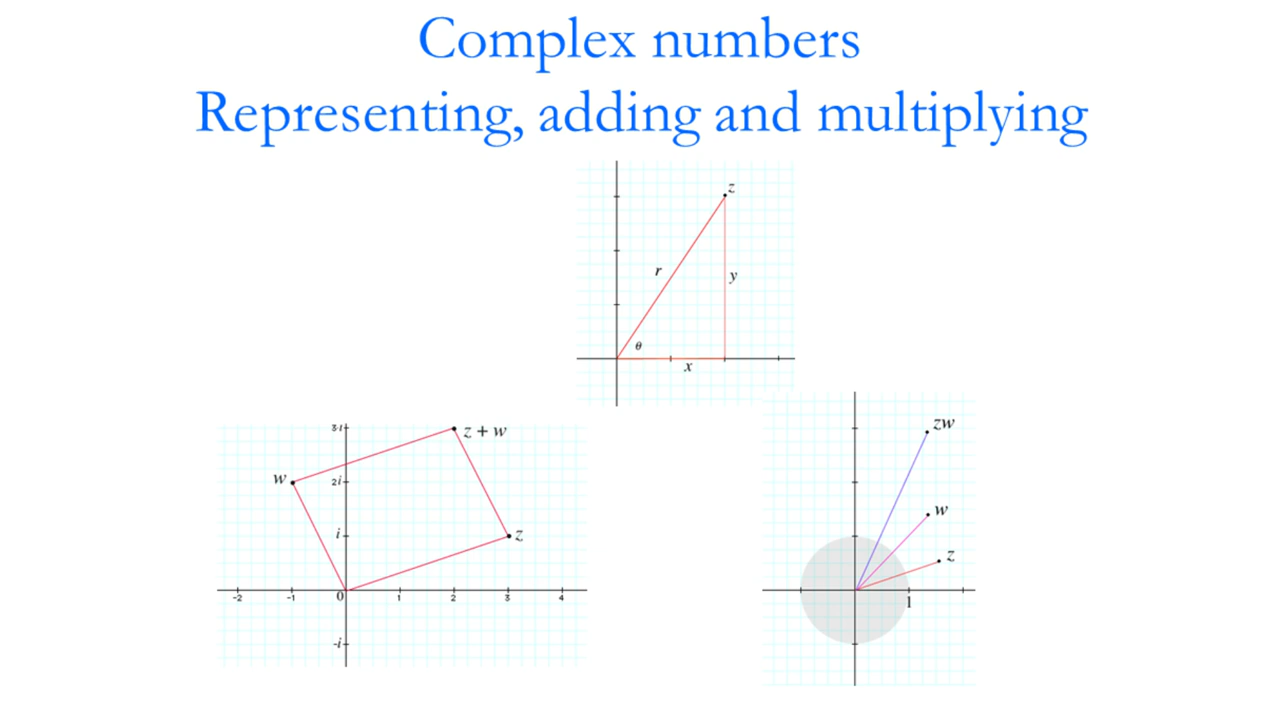 Complex numbers
Representing, adding and multiplying
z
r
y
θ
x
3i
z + w
w
2i
i
z
-2 -1 0 1 2 3 4
-i
zw
w
z
1